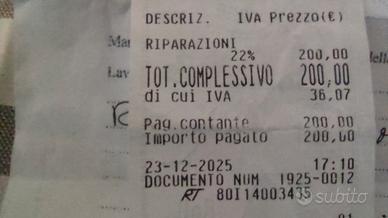 DESCRIZ. IVA Prezzo(€)
RIPARAZIONI
22% 200,00
TOT.COMPLESSIVO 200,00
di cui IVA 36,07
Pag.contante 200,00
Importo pagato 200,00
23-12-2025 17:10
DOCUMENTO NUM 1925-0012
RT 80I14003435
subito